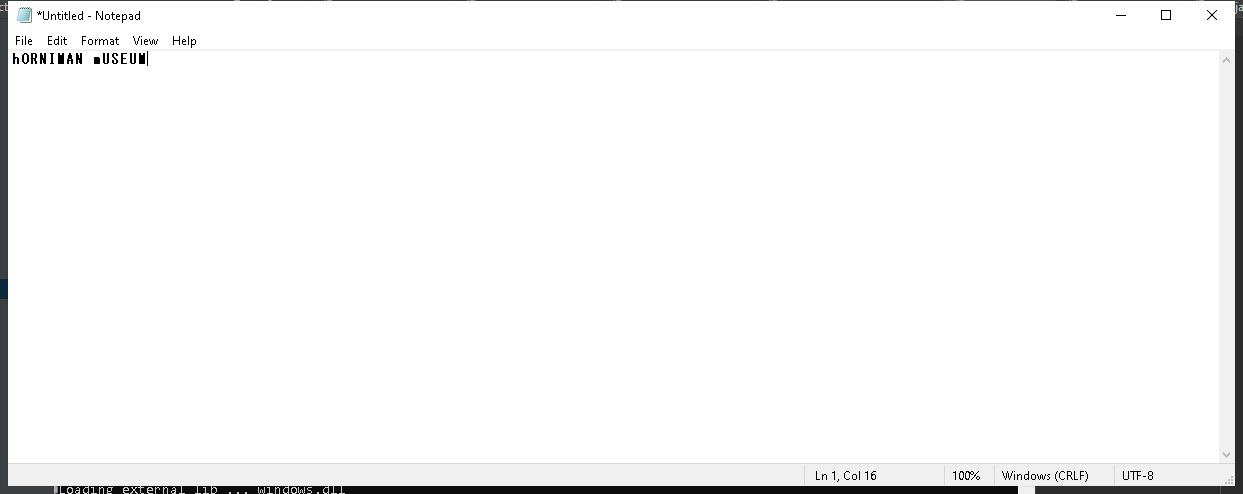 *Untitled - Notepad
File Edit Format View Help
hORNIMAN mUSEUM
Ln 1, Col 16 100% Windows (CRLF) UTF-8
Loading external lib ... windows.dll